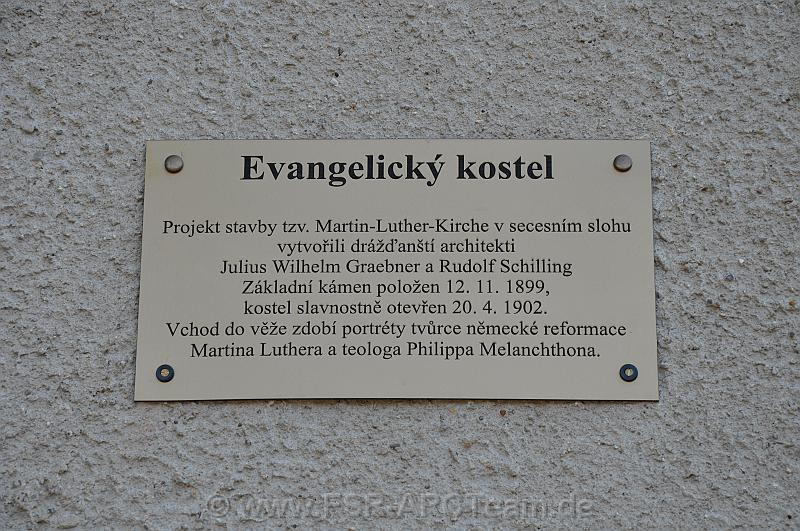 Evangelický kostel
Projekt stavby tzv. Martin-Luther-Kirche v secesním slohu
vytvořili drážďanští architekti
Julius Wilhelm Graebner a Rudolf Schilling
Základní kámen položen 12. 11. 1899,
kostel slavnostně otevřen 20. 4. 1902.
Vchod do věže zdobí portréty tvůrce německé reformace
Martina Luthera a teologa Philippa Melanchthona.
© www.FSR-AROTeam.de